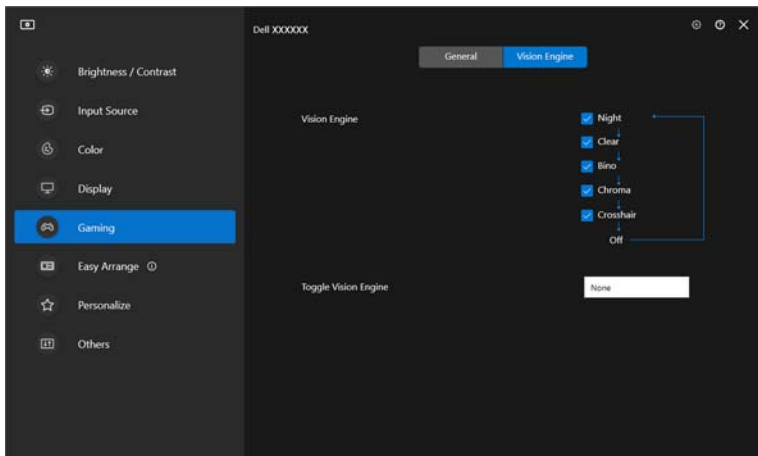 Dell XXXXXX
General
Vision Engine
Brightness / Contrast
Input Source
Color
Display
Gaming
Easy Arrange
Personalize
Others
Vision Engine
Night
Clear
Bino
Chroma
Crosshair
Off
Toggle Vision Engine
None